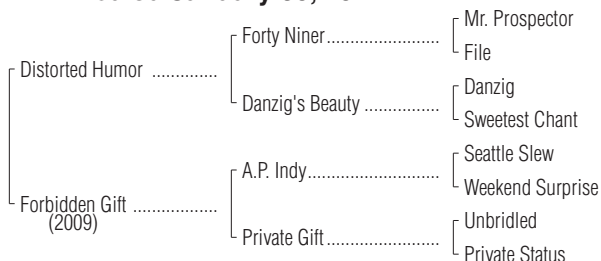 Mr. Prospector
Forty Niner
File
Distorted Humor
Danzig
Danzig's Beauty
Sweetest Chant
Seattle Slew
A.P. Indy
Weekend Surprise
Forbidden Gift
(2009)
Unbridled
Private Gift
Private Status